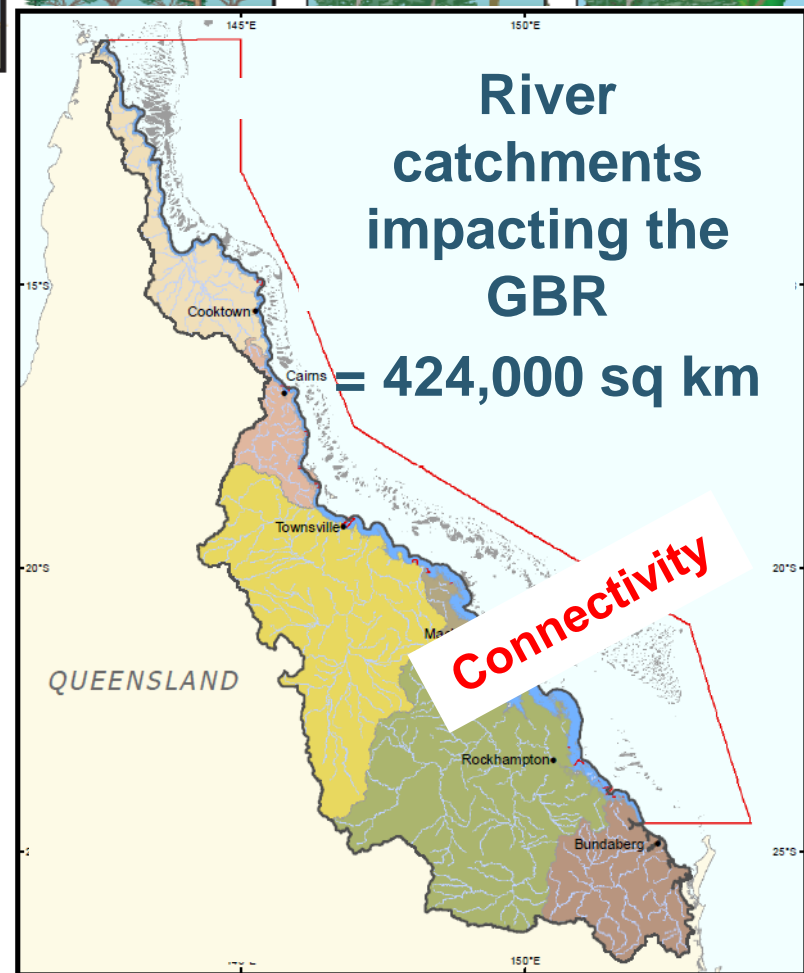 145°E 150°E
River
catchments
impacting the
GBR
= 424,000 sq km
15°S
Cooktown
Cairns
Townsville
20°S 20°S
Connectivity
QUEENSLAND
Rockhampton
Bundaberg
25°S
150°E